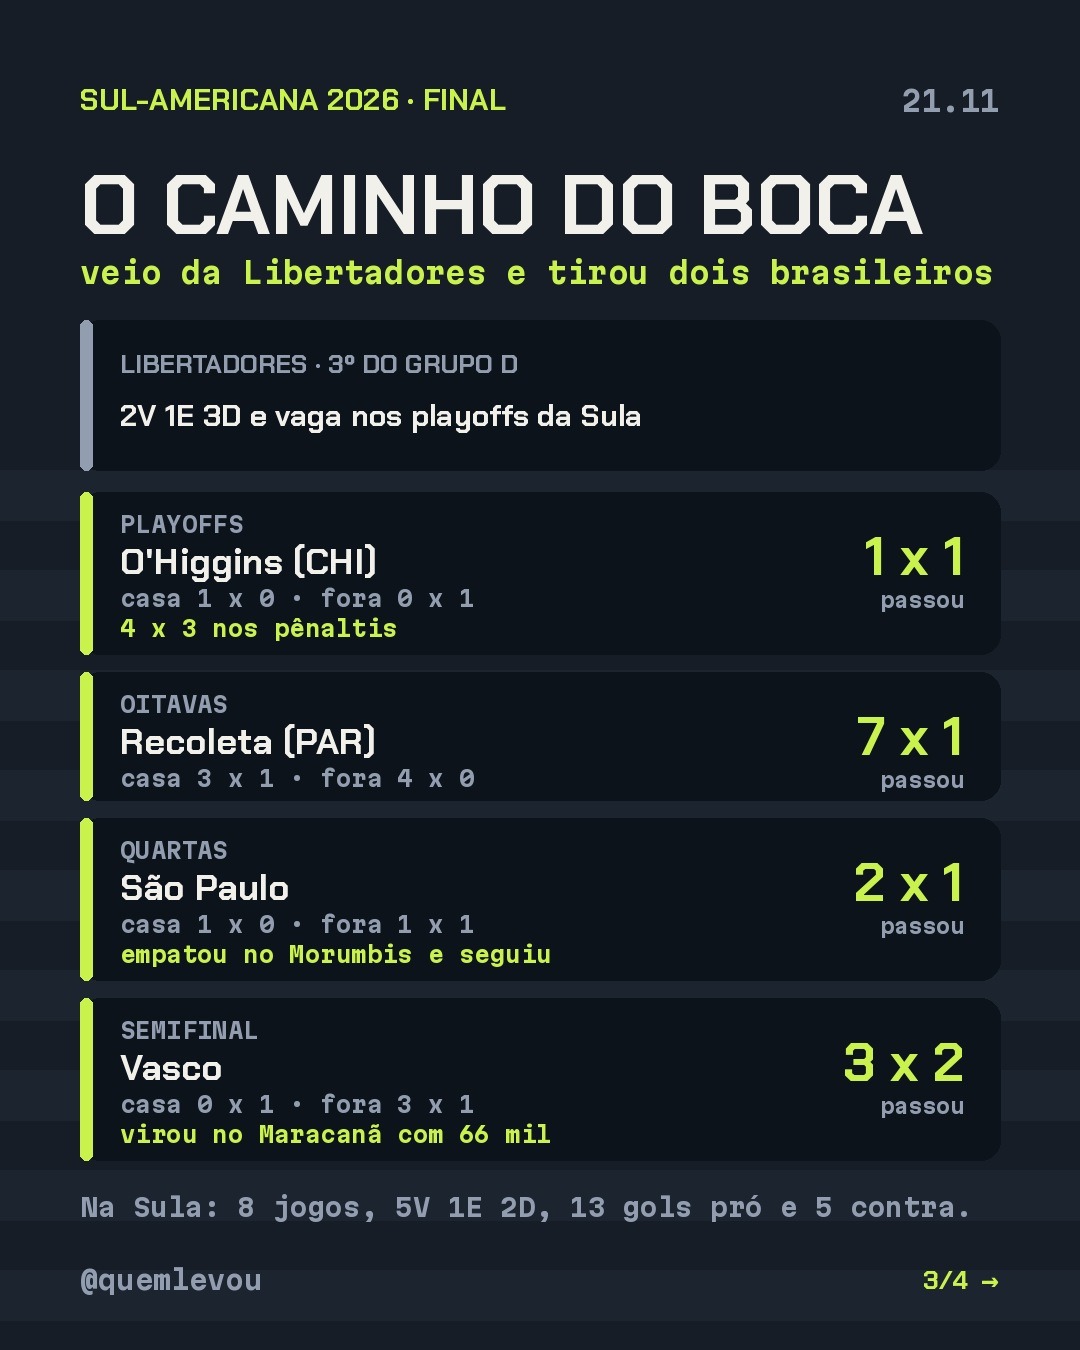 SUL-AMERICANA 2026 · FINAL
21.11
O CAMINHO DO BOCA
veio da Libertadores e tirou dois brasileiros
LIBERTADORES · 3º DO GRUPO D
2V 1E 3D e vaga nos playoffs da Sula
PLAYOFFS
O'Higgins (CHI)
casa 1 x 0 · fora 0 x 1
4 x 3 nos pênaltis
1 x 1
passou
OITAVAS
Recoleta (PAR)
casa 3 x 1 · fora 4 x 0
7 x 1
passou
QUARTAS
São Paulo
casa 1 x 0 · fora 1 x 1
empatou no Morumbis e seguiu
2 x 1
passou
SEMIFINAL
Vasco
casa 0 x 1 · fora 3 x 1
virou no Maracanã com 66 mil
3 x 2
passou
Na Sula: 8 jogos, 5V 1E 2D, 13 gols pró e 5 contra.
@quemlevou
3/4 →